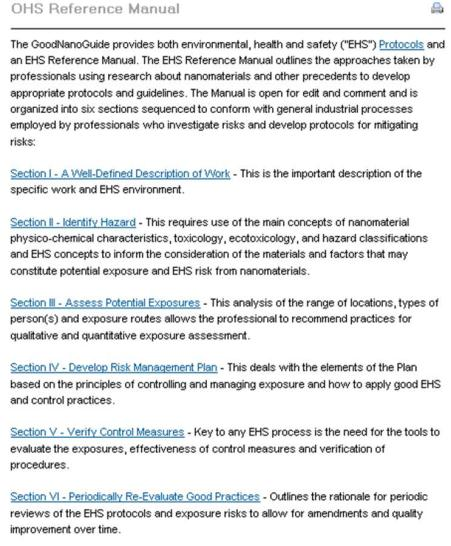 OHS Reference Manual
The GoodNanoGuide provides both environmental, health and safety ("EHS") Protocols and
an EHS Reference Manual. The EHS Reference Manual outlines the approaches taken by
professionals using research about nanomaterials and other precedents to develop
appropriate protocols and guidelines. The Manual is open for edit and comment and is
organized into six sections sequenced to conform with general industrial processes
employed by professionals who investigate risks and develop protocols for mitigating
risks:
Section I - A Well-Defined Description of Work - This is the important description of the
specific work and EHS environment.
Section II - Identify Hazard - This requires use of the main concepts of nanomaterial
physico-chemical characteristics, toxicology, ecotoxicology, and hazard classifications
and EHS concepts to inform the consideration of the materials and factors that may
constitute potential exposure and EHS risk from nanomaterials.
Section III - Assess Potential Exposures - This analysis of the range of locations, types of
person(s) and exposure routes allows the professional to recommend practices for
qualitative and quantitative exposure assessment.
Section IV - Develop Risk Management Plan - This deals with the elements of the Plan
based on the principles of controlling and managing exposure and how to apply good EHS
and control practices.
Section V - Verify Control Measures - Key to any EHS process is the need for the tools to
evaluate the exposures, effectiveness of control measures and verification of
procedures.
Section VI - Periodically Re-Evaluate Good Practices - Outlines the rationale for periodic
reviews of the EHS protocols and exposure risks to allow for amendments and quality
improvement over time.